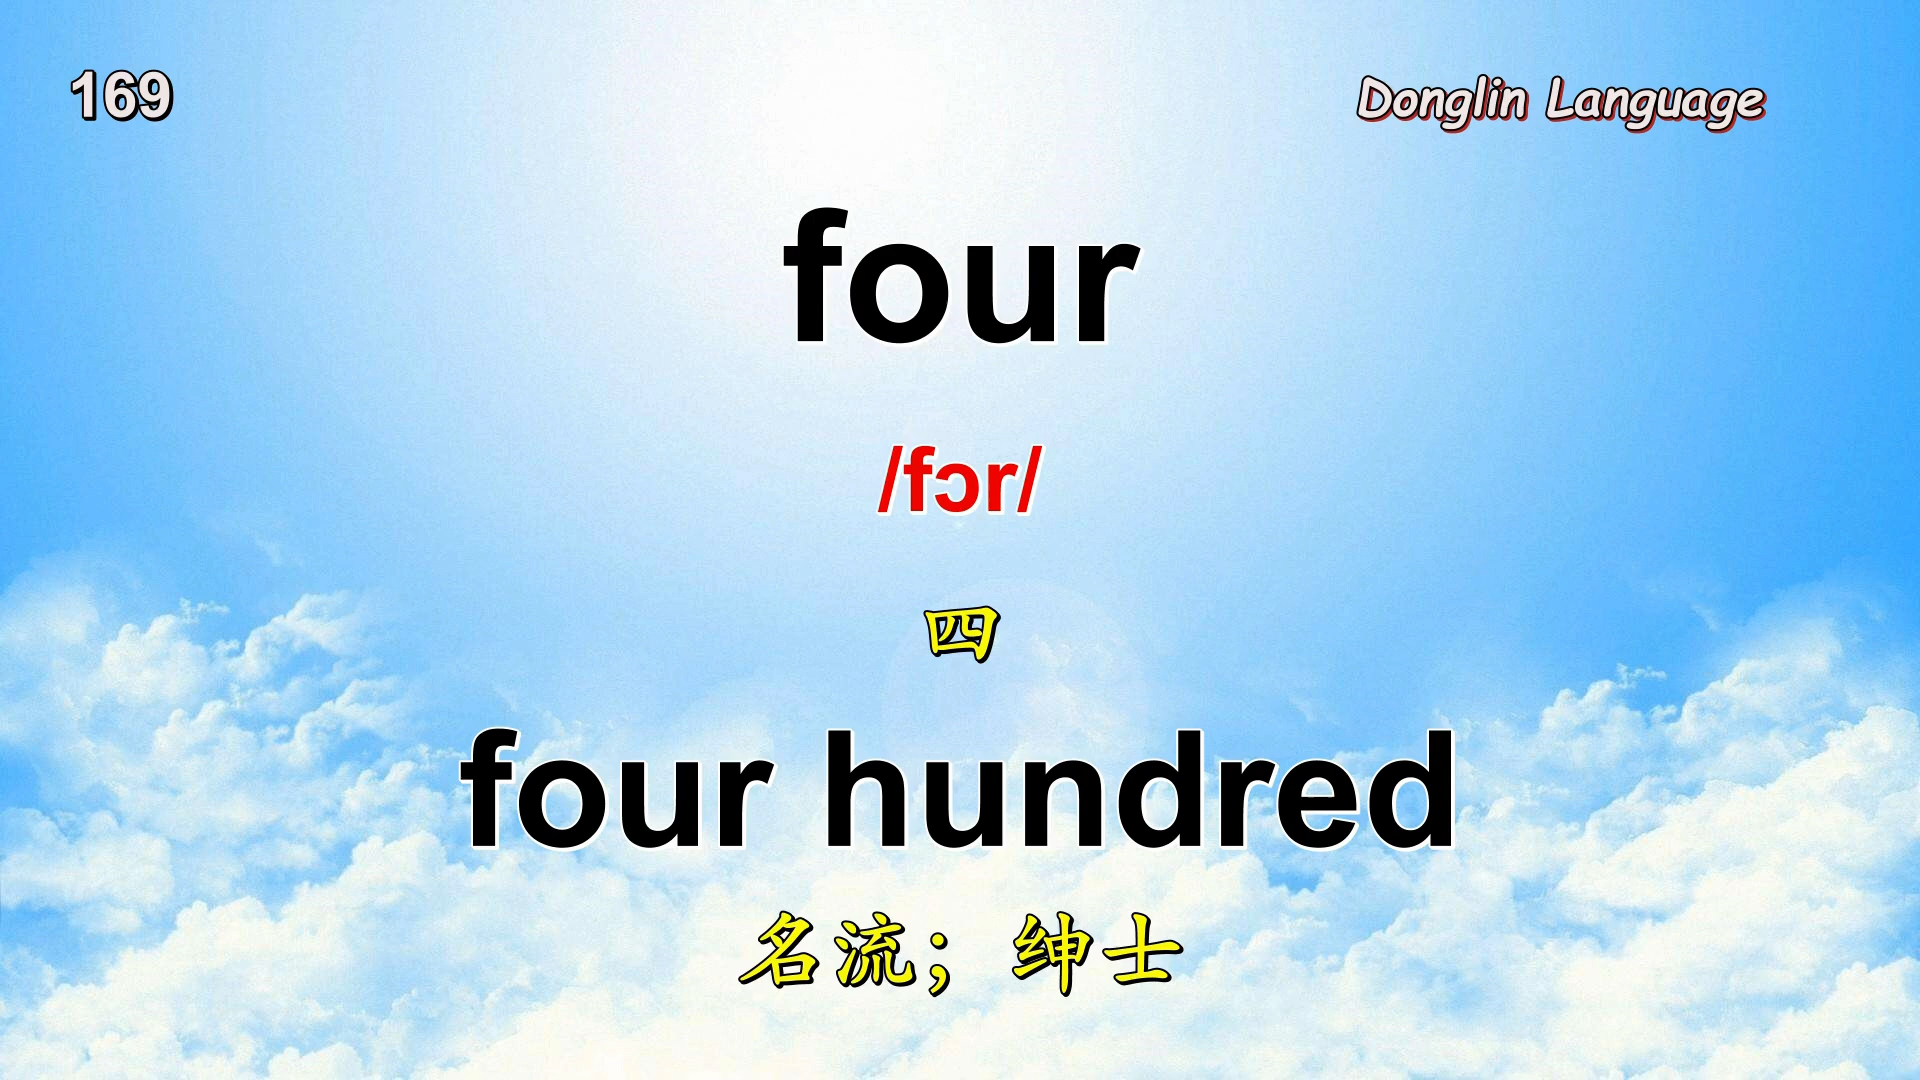 169
Donglin Language
four
/fɔr/
四
four hundred
名流；绅士